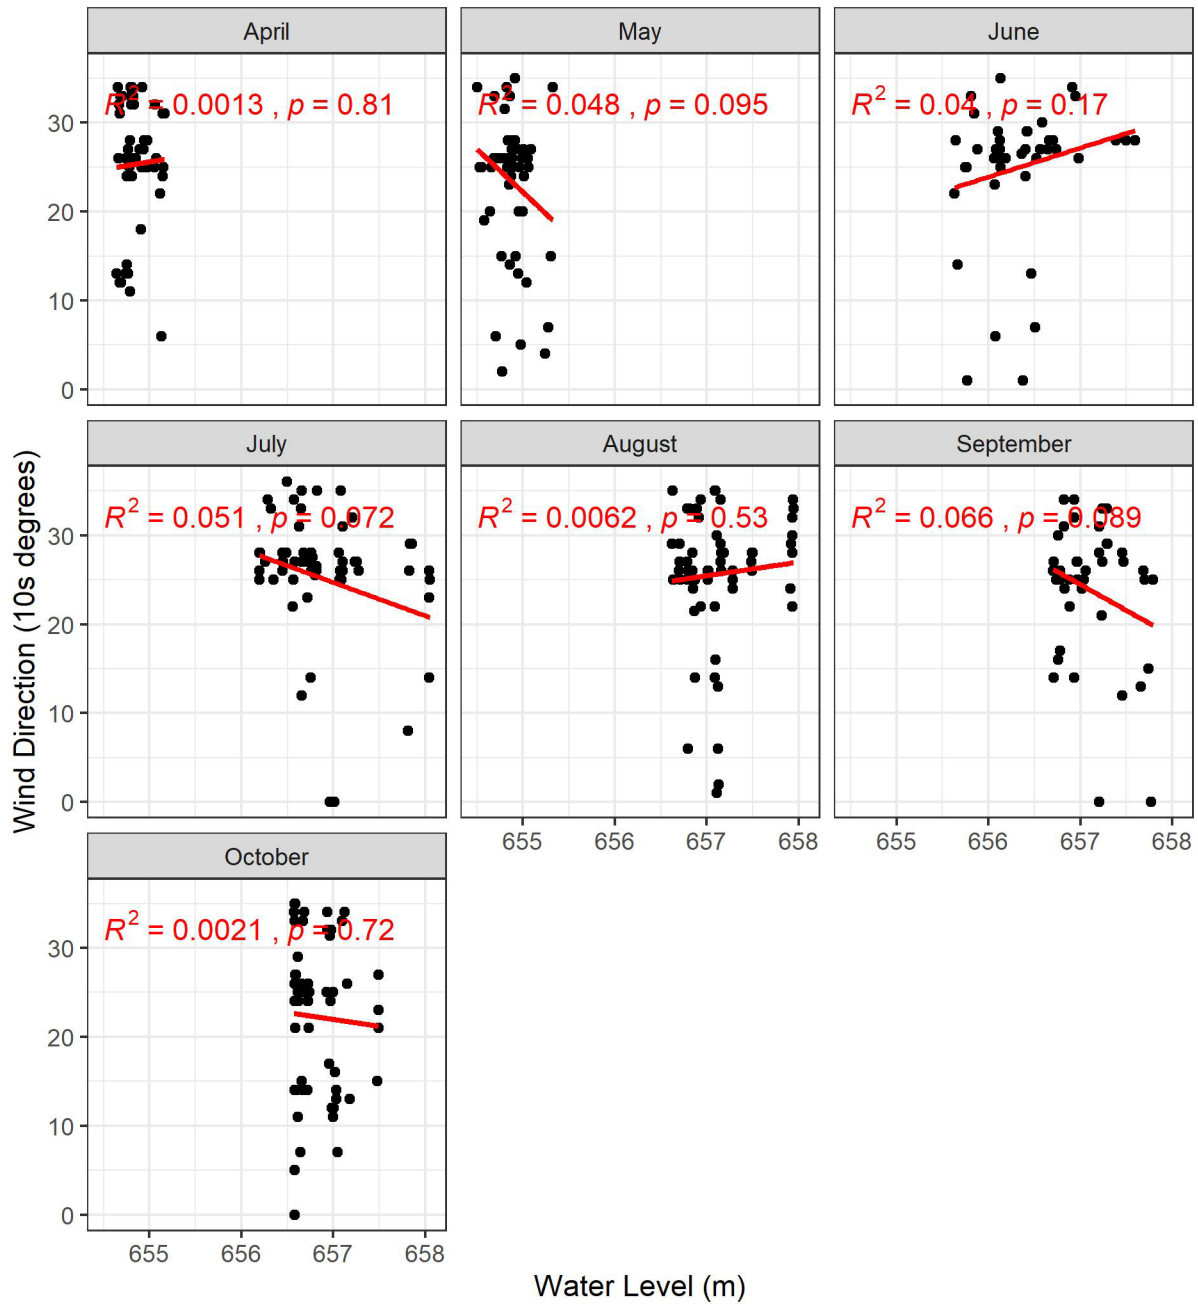 April May June
R² = 0.0013 , p = 0.81 R² = 0.048 , p = 0.095 R² = 0.04 , p = 0.17
30
20
10
0
July August September
R² = 0.051 , p = 0.072 R² = 0.0062 , p = 0.53 R² = 0.066 , p = 0.089
30
20
10
0
655 656 657 658 655 656 657 658
October
R² = 0.0021 , p = 0.72
30
20
10
0
655 656 657 658
Wind Direction (10s degrees)
Water Level (m)